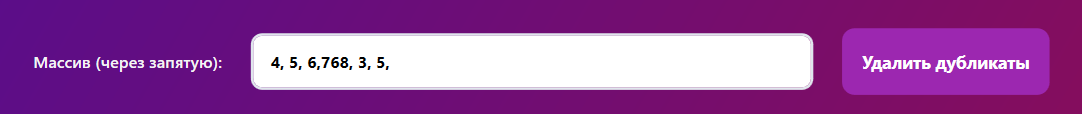 Массив (через запятую): 4, 5, 6,768, 3, 5, Удалить дубликаты